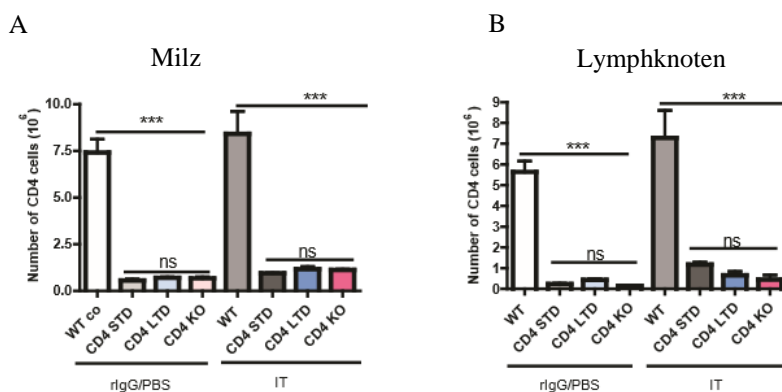 A
Milz
Number of CD4 cells (10⁶)
10.0
7.5
5.0
2.5
0.0
***
ns
***
ns
WT co
CD4 STD
CD4 LTD
CD4 KO
WT
CD4 STD
CD4 LTD
CD4 KO
rIgG/PBS
IT
B
Lymphknoten
Number of CD4 cells (10⁶)
9
8
7
6
5
4
3
2
1
0
***
ns
***
ns
WT
CD4 STD
CD4 LTD
CD4 KO
WT
CD4 STD
CD4 LTD
CD4 KO
rIgG/PBS
IT